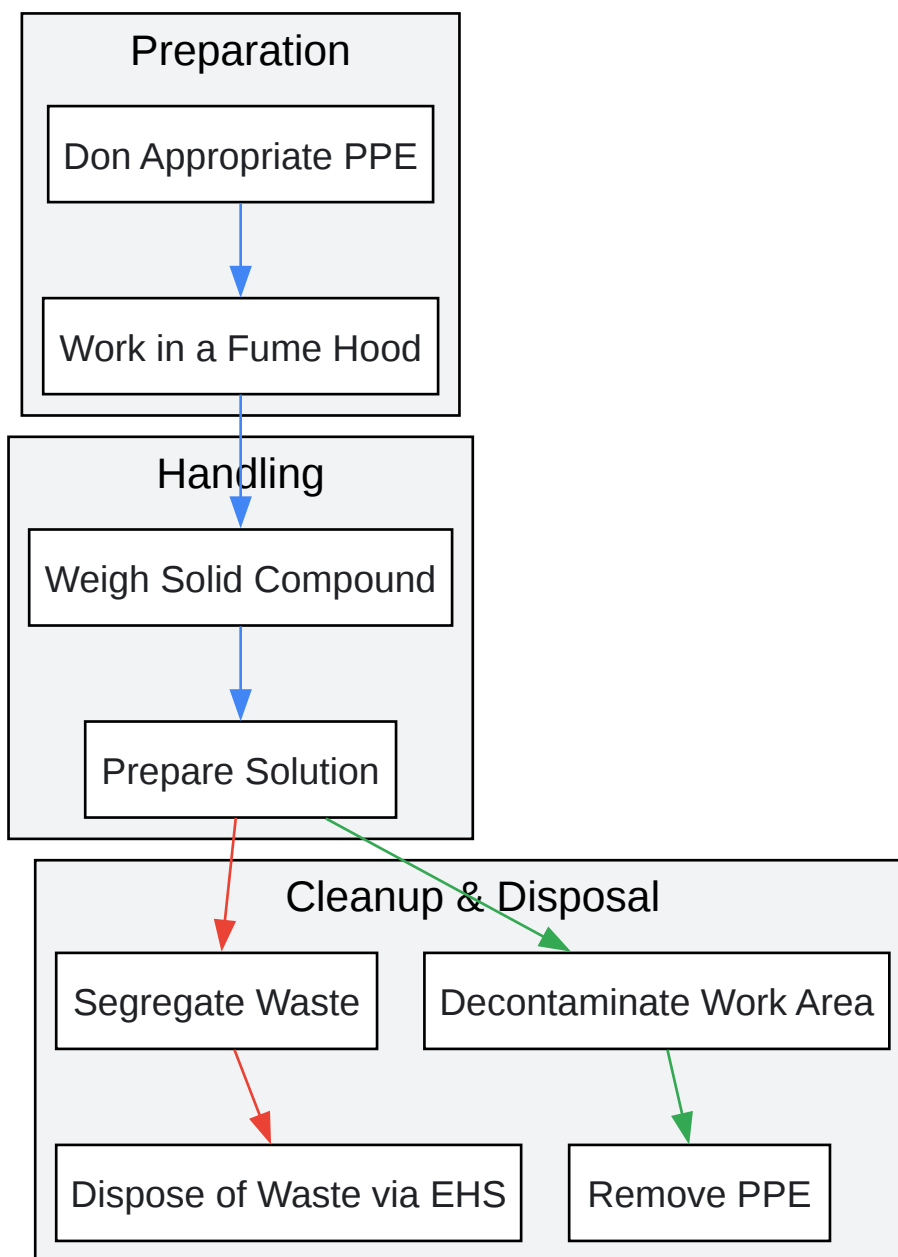 Preparation
Don Appropriate PPE
Work in a Fume Hood
Handling
Weigh Solid Compound
Prepare Solution
Cleanup & Disposal
Segregate Waste
Decontaminate Work Area
Dispose of Waste via EHS
Remove PPE